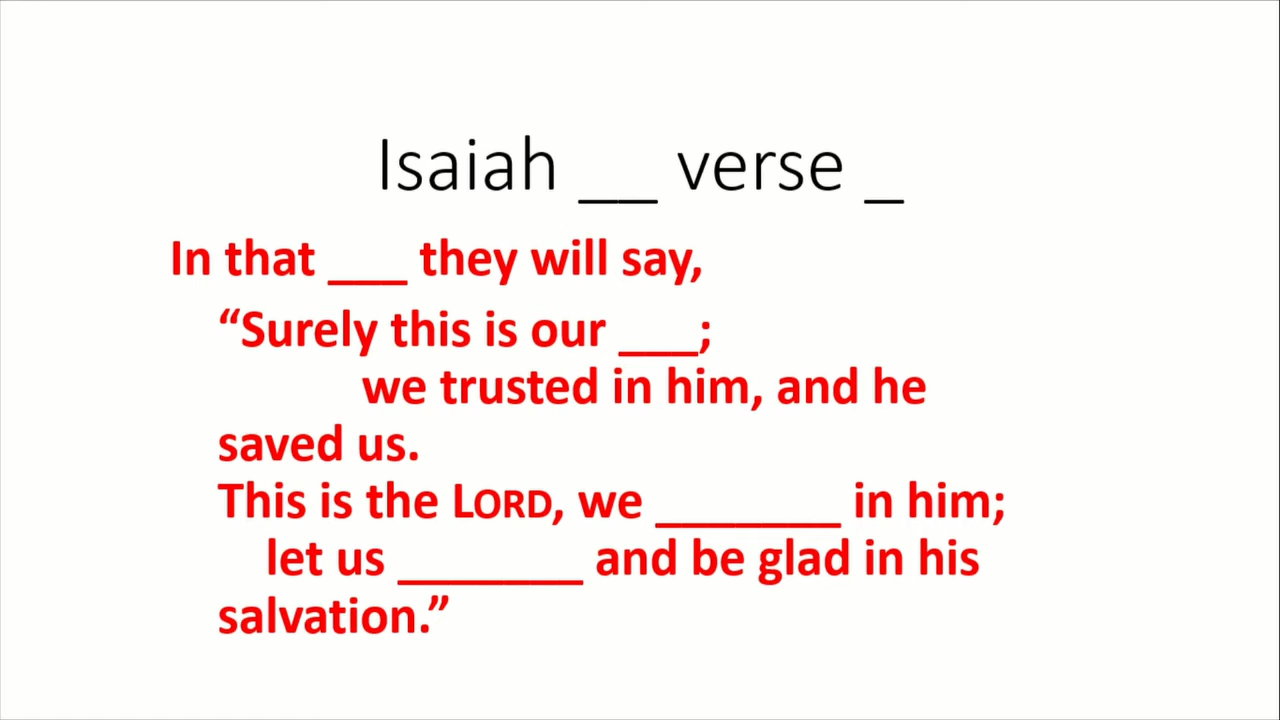 Isaiah __ verse _
In that ___ they will say,
“Surely this is our ___;
we trusted in him, and he
saved us.
This is the LORD, we _______ in him;
let us _______ and be glad in his
salvation.”